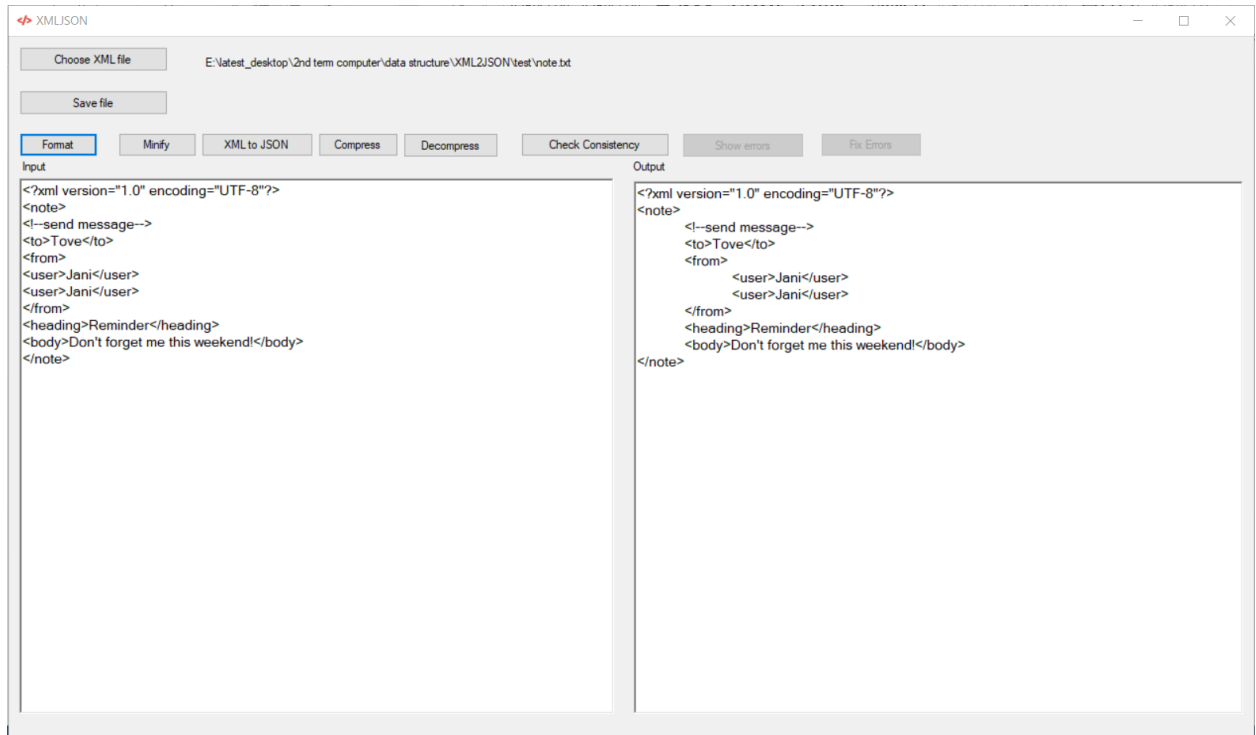 </> XMLJSON
Choose XML file
E:\latest_desktop\2nd term computer\data structure\XML2JSON\test\note.txt
Save file
Format Minify XML to JSON Compress Decompress Check Consistency Show errors Fix Errors
Input
<?xml version="1.0" encoding="UTF-8"?>
<note>
<!--send message-->
<to>Tove</to>
<from>
<user>Jani</user>
<user>Jani</user>
</from>
<heading>Reminder</heading>
<body>Don't forget me this weekend!</body>
</note>
Output
<?xml version="1.0" encoding="UTF-8"?>
<note>
<!--send message-->
<to>Tove</to>
<from>
<user>Jani</user>
<user>Jani</user>
</from>
<heading>Reminder</heading>
<body>Don't forget me this weekend!</body>
</note>